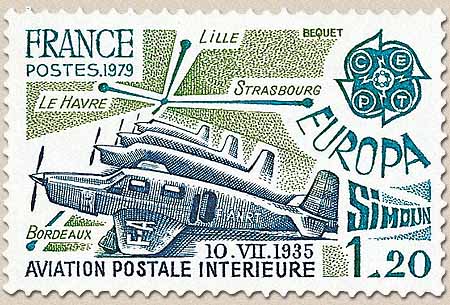 FRANCE
POSTES.1979
LILLE
BEQUET
CEPT
LE HAVRE
STRASBOURG
EUROPA
SIMOUN
BORDEAUX
10.VII.1935
1,20
AVIATION POSTALE INTERIEURE